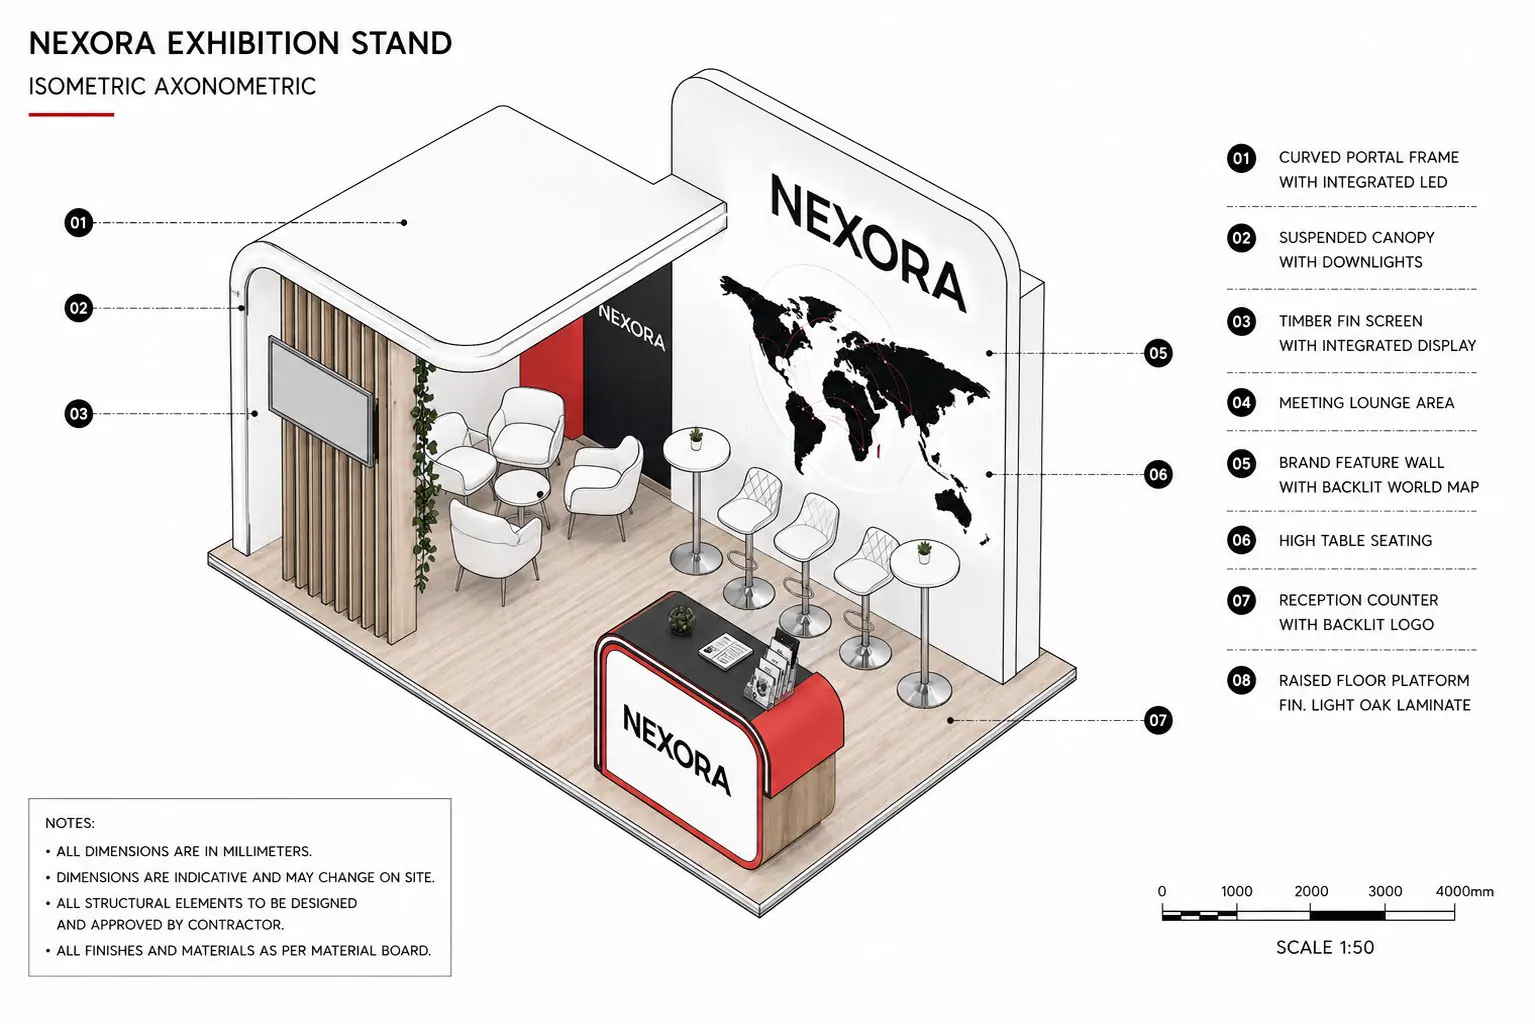 NEXORA EXHIBITION STAND
ISOMETRIC AXONOMETRIC
01
02
03
NEXORA
NEXORA
NEXORA
05
06
07
01 CURVED PORTAL FRAME
WITH INTEGRATED LED
02 SUSPENDED CANOPY
WITH DOWNLIGHTS
03 TIMBER FIN SCREEN
WITH INTEGRATED DISPLAY
04 MEETING LOUNGE AREA
05 BRAND FEATURE WALL
WITH BACKLIT WORLD MAP
06 HIGH TABLE SEATING
07 RECEPTION COUNTER
WITH BACKLIT LOGO
08 RAISED FLOOR PLATFORM
FIN. LIGHT OAK LAMINATE
NOTES:
• ALL DIMENSIONS ARE IN MILLIMETERS.
• DIMENSIONS ARE INDICATIVE AND MAY CHANGE ON SITE.
• ALL STRUCTURAL ELEMENTS TO BE DESIGNED
AND APPROVED BY CONTRACTOR.
• ALL FINISHES AND MATERIALS AS PER MATERIAL BOARD.
0 1000 2000 3000 4000mm
SCALE 1:50